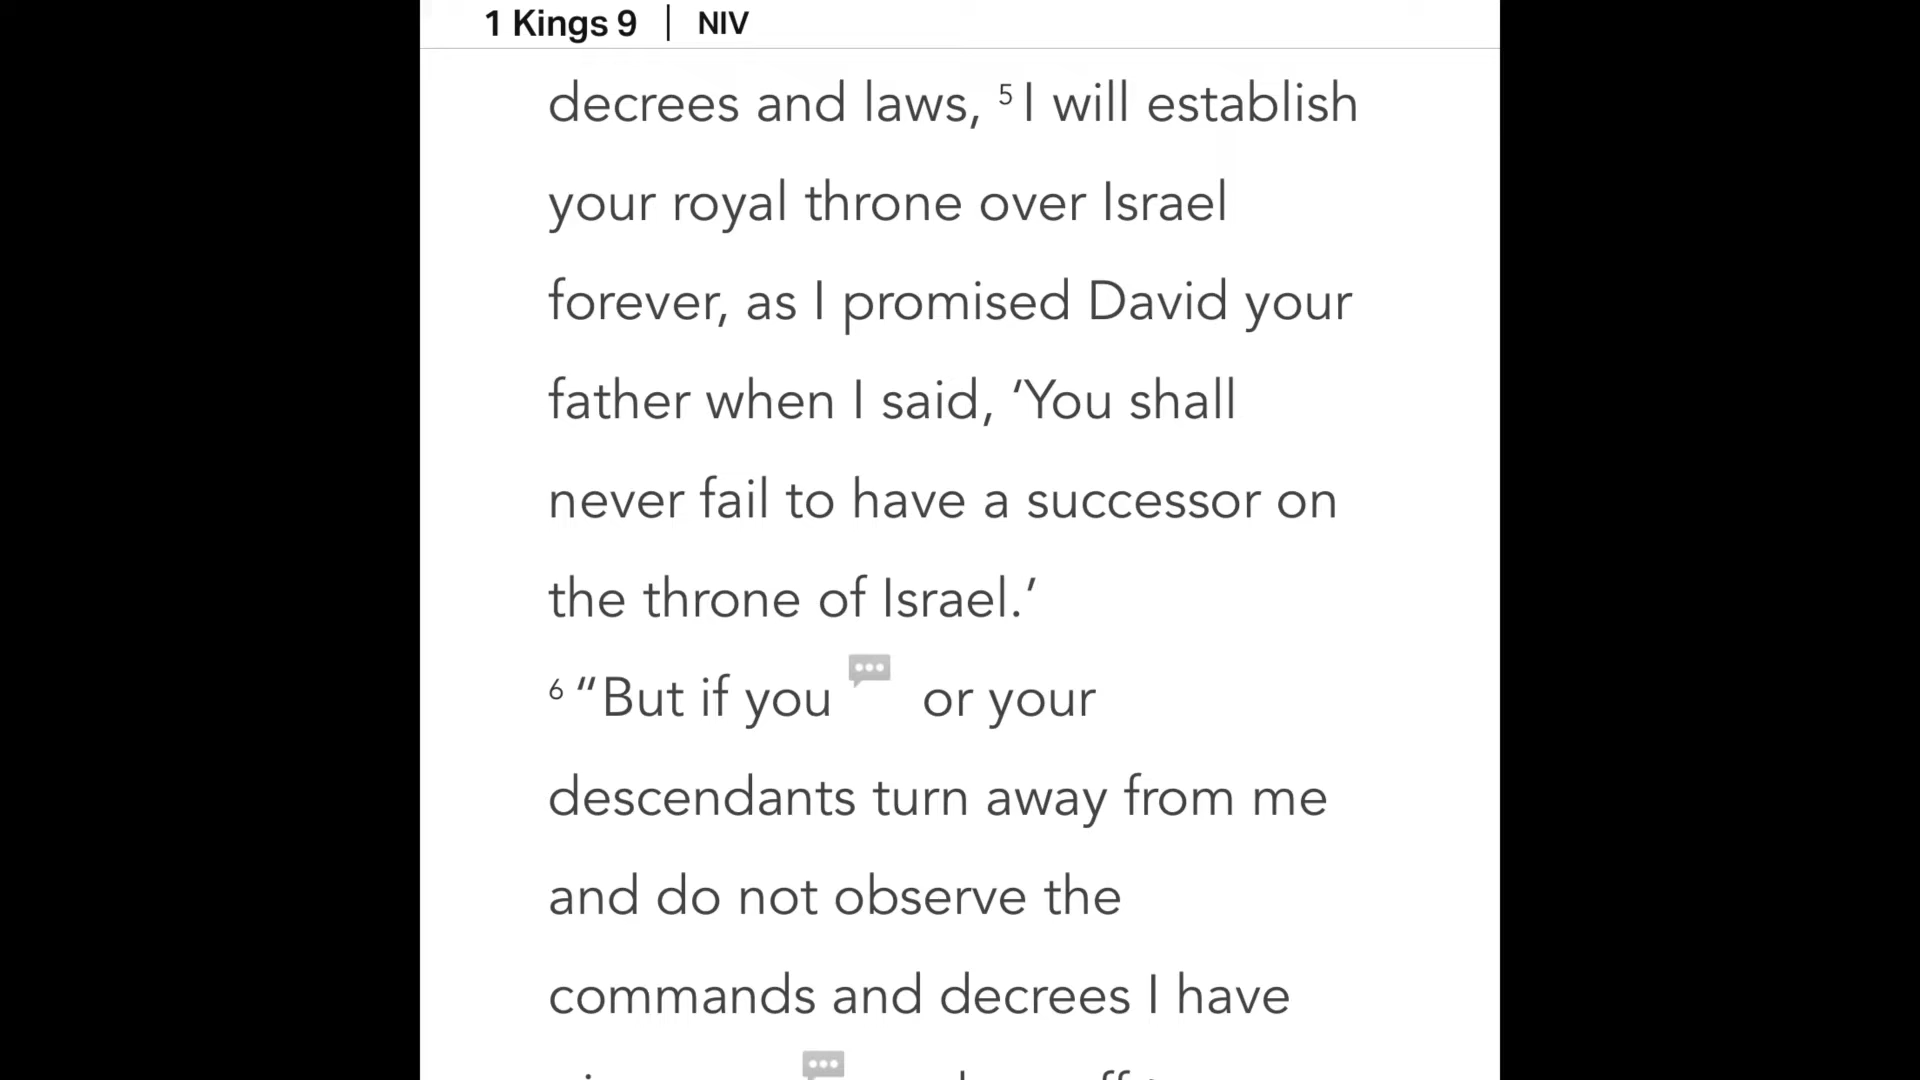 1 Kings 9 | NIV
decrees and laws, 5 I will establish
your royal throne over Israel
forever, as I promised David your
father when I said, ‘You shall
never fail to have a successor on
the throne of Israel.’
6 “But if you or your
descendants turn away from me
and do not observe the
commands and decrees I have